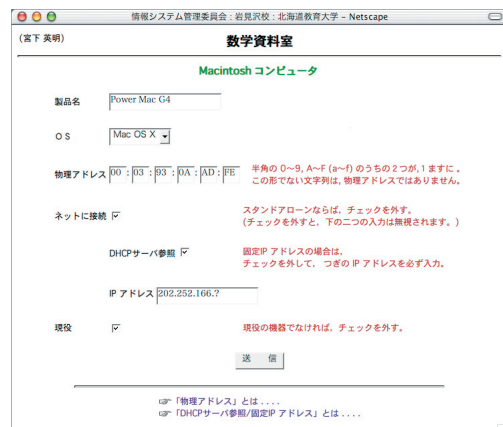 情報システム管理委員会 : 岩見沢校 : 北海道教育大学 – Netscape
(宮下 英明)
数学資料室
Macintosh コンピュータ
製品名 Power Mac G4
O S Mac OS X
物理アドレス 00 : 03 : 93 : 0A : AD : FE 半角の 0〜9, A〜F (a〜f) のうちの 2 つが, 1 ますに 。
この形でない文字列は, 物理アドレスではありません。
ネットに接続 スタンドアローンならば, チェックを外す。
(チェックを外すと, 下の二つの入力は無視されます。)
DHCPサーバ参照 固定IP アドレスの場合は,
チェックを外して, つぎの IP アドレスを必ず入力。
IP アドレス 202.252.166.?
現役 現役の機器でなければ, チェックを外す。
送 信
☞「物理アドレス」とは . . . .
☞「DHCPサーバ参照/固定IP アドレス」とは . . . .